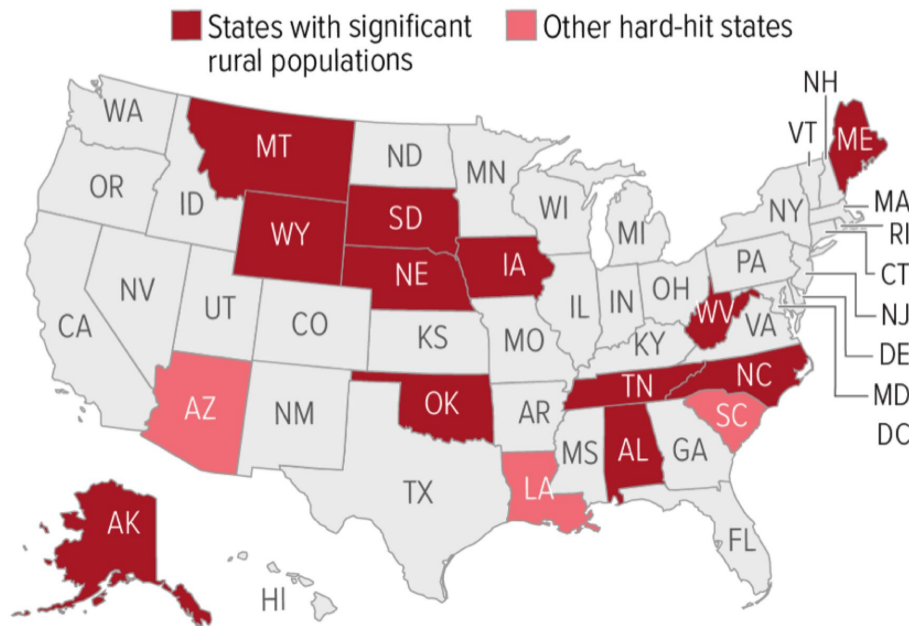 States with significant
rural populations
Other hard-hit states
WA
MT
ND
MN
OR
ID
WY
SD
WI
MI
NY
VT
NH
ME
MA
RI
CT
NJ
DE
MD
DC
NV
UT
CO
NE
IA
IL
IN
OH
PA
CA
KS
MO
KY
WV
VA
AZ
NM
OK
AR
TN
NC
SC
TX
LA
MS
AL
GA
FL
AK
HI